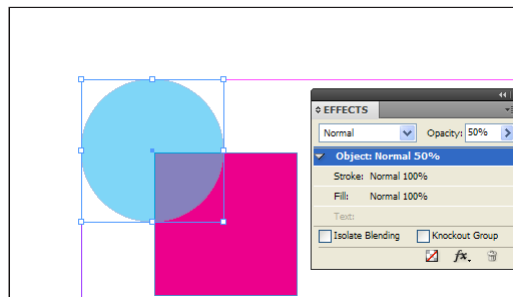 EFFECTS
Normal Opacity: 50%
Object: Normal 50%
Stroke: Normal 100%
Fill: Normal 100%
Text:
Isolate Blending Knockout Group
fx.